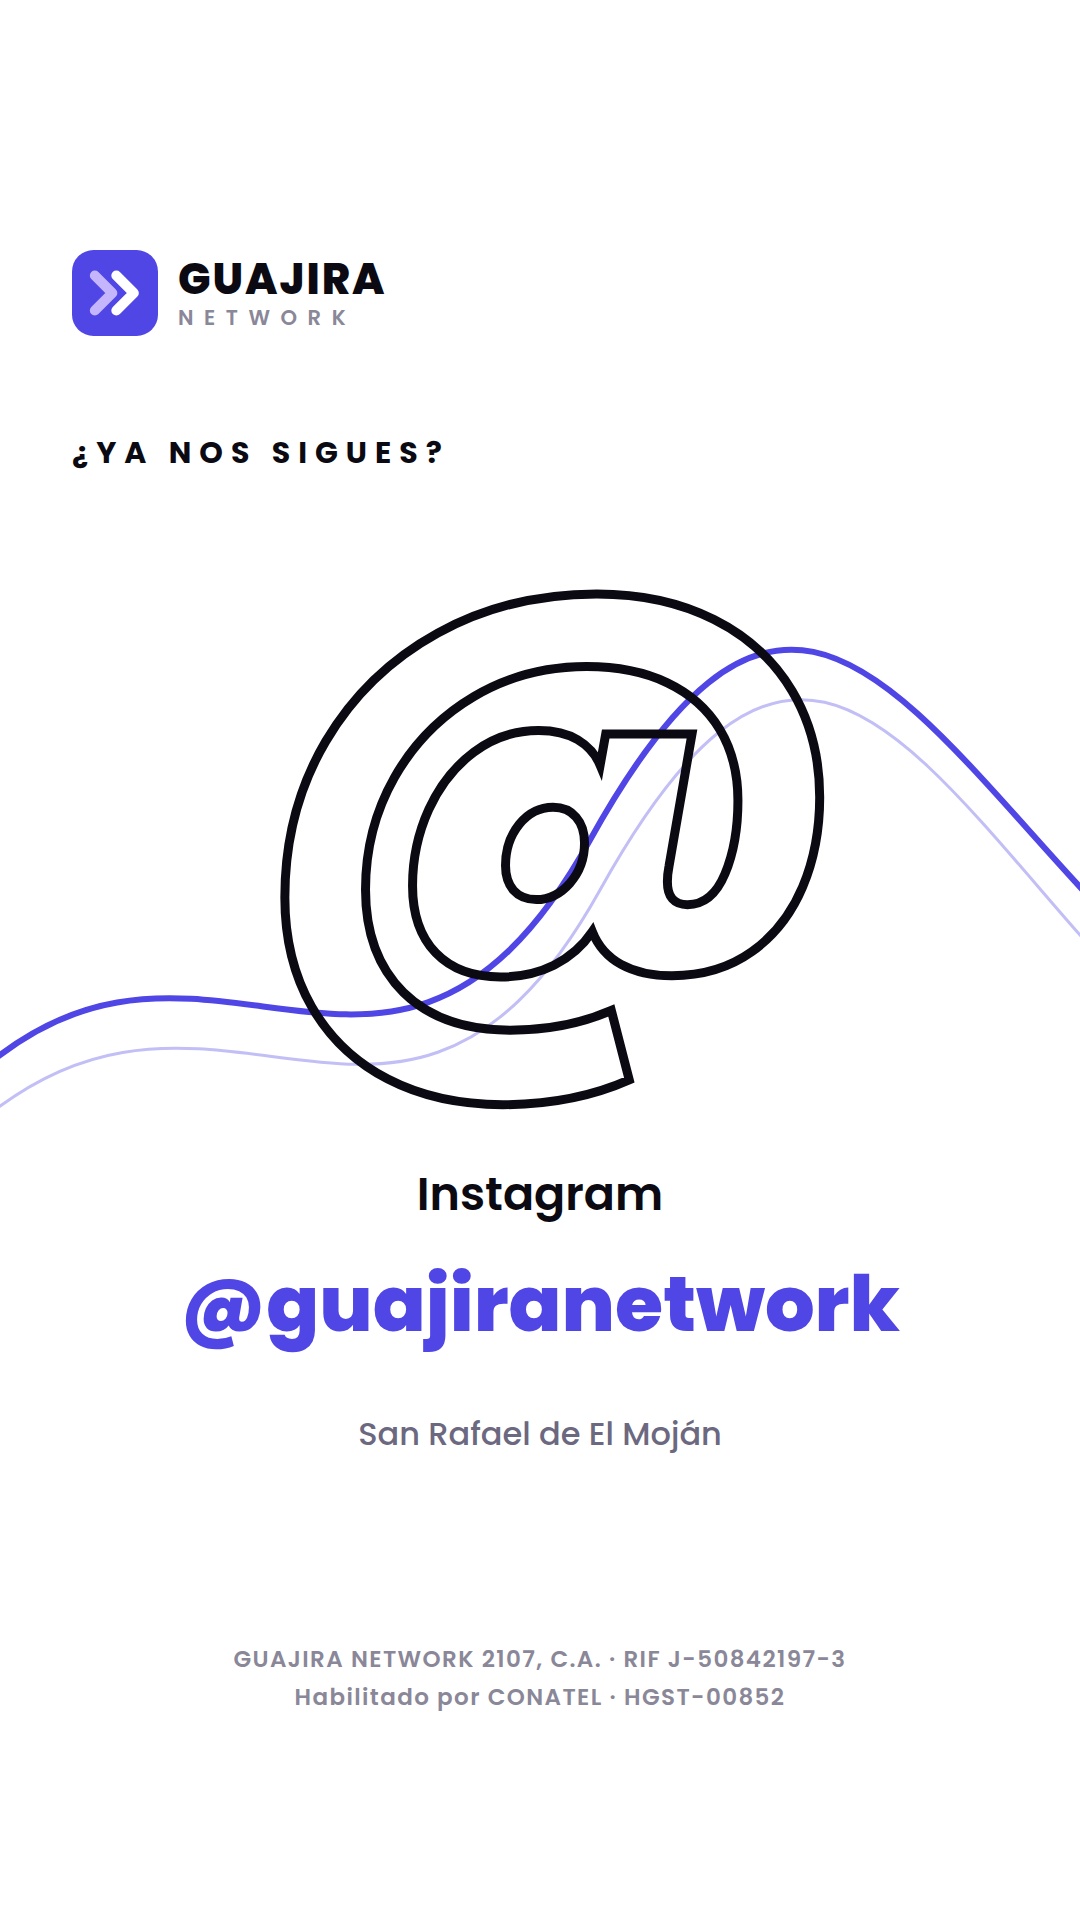 GUAJIRA
NETWORK
¿YA NOS SIGUES?
@
Instagram
@guajiranetwork
San Rafael de El Moján
GUAJIRA NETWORK 2107, C.A. · RIF J-50842197-3
Habilitado por CONATEL · HGST-00852